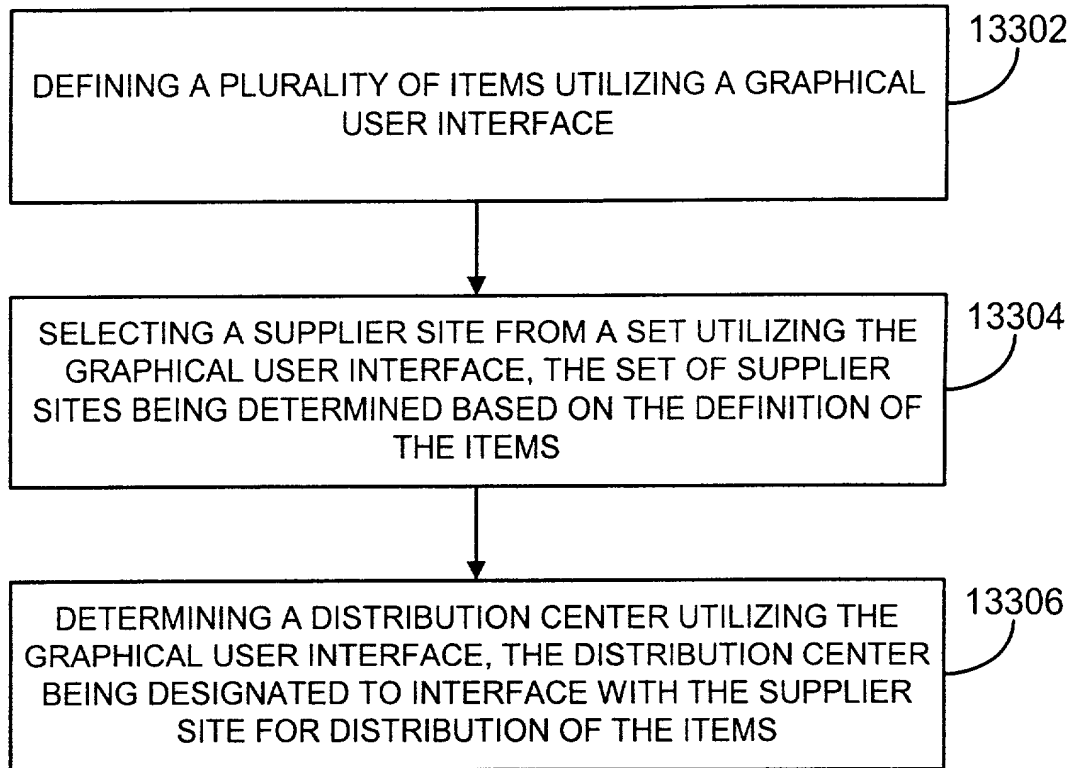 13302
DEFINING A PLURALITY OF ITEMS UTILIZING A GRAPHICAL
USER INTERFACE
13304
SELECTING A SUPPLIER SITE FROM A SET UTILIZING THE
GRAPHICAL USER INTERFACE, THE SET OF SUPPLIER
SITES BEING DETERMINED BASED ON THE DEFINITION OF
THE ITEMS
13306
DETERMINING A DISTRIBUTION CENTER UTILIZING THE
GRAPHICAL USER INTERFACE, THE DISTRIBUTION CENTER
BEING DESIGNATED TO INTERFACE WITH THE SUPPLIER
SITE FOR DISTRIBUTION OF THE ITEMS